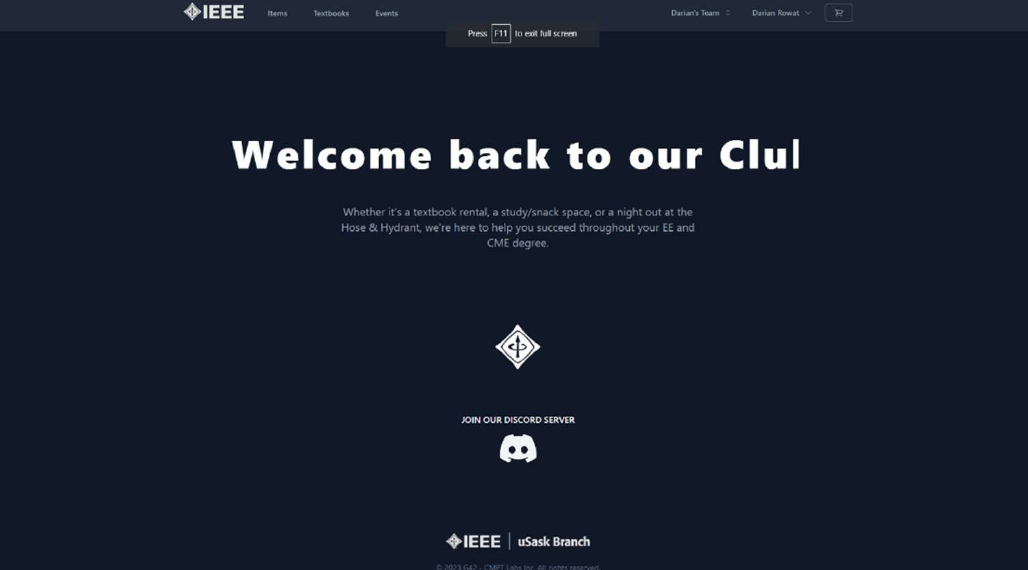 IEEE Items Textbooks Events Darian's Team Darian Rowat
Press F11 to exit full screen
Welcome back to our Clul
Whether it's a textbook rental, a study/snack space, or a night out at the
Hose & Hydrant, we're here to help you succeed throughout your EE and
CME degree.
JOIN OUR DISCORD SERVER
IEEE | uSask Branch
© 2023 G42 - CMPT Labs Inc. All rights reserved.